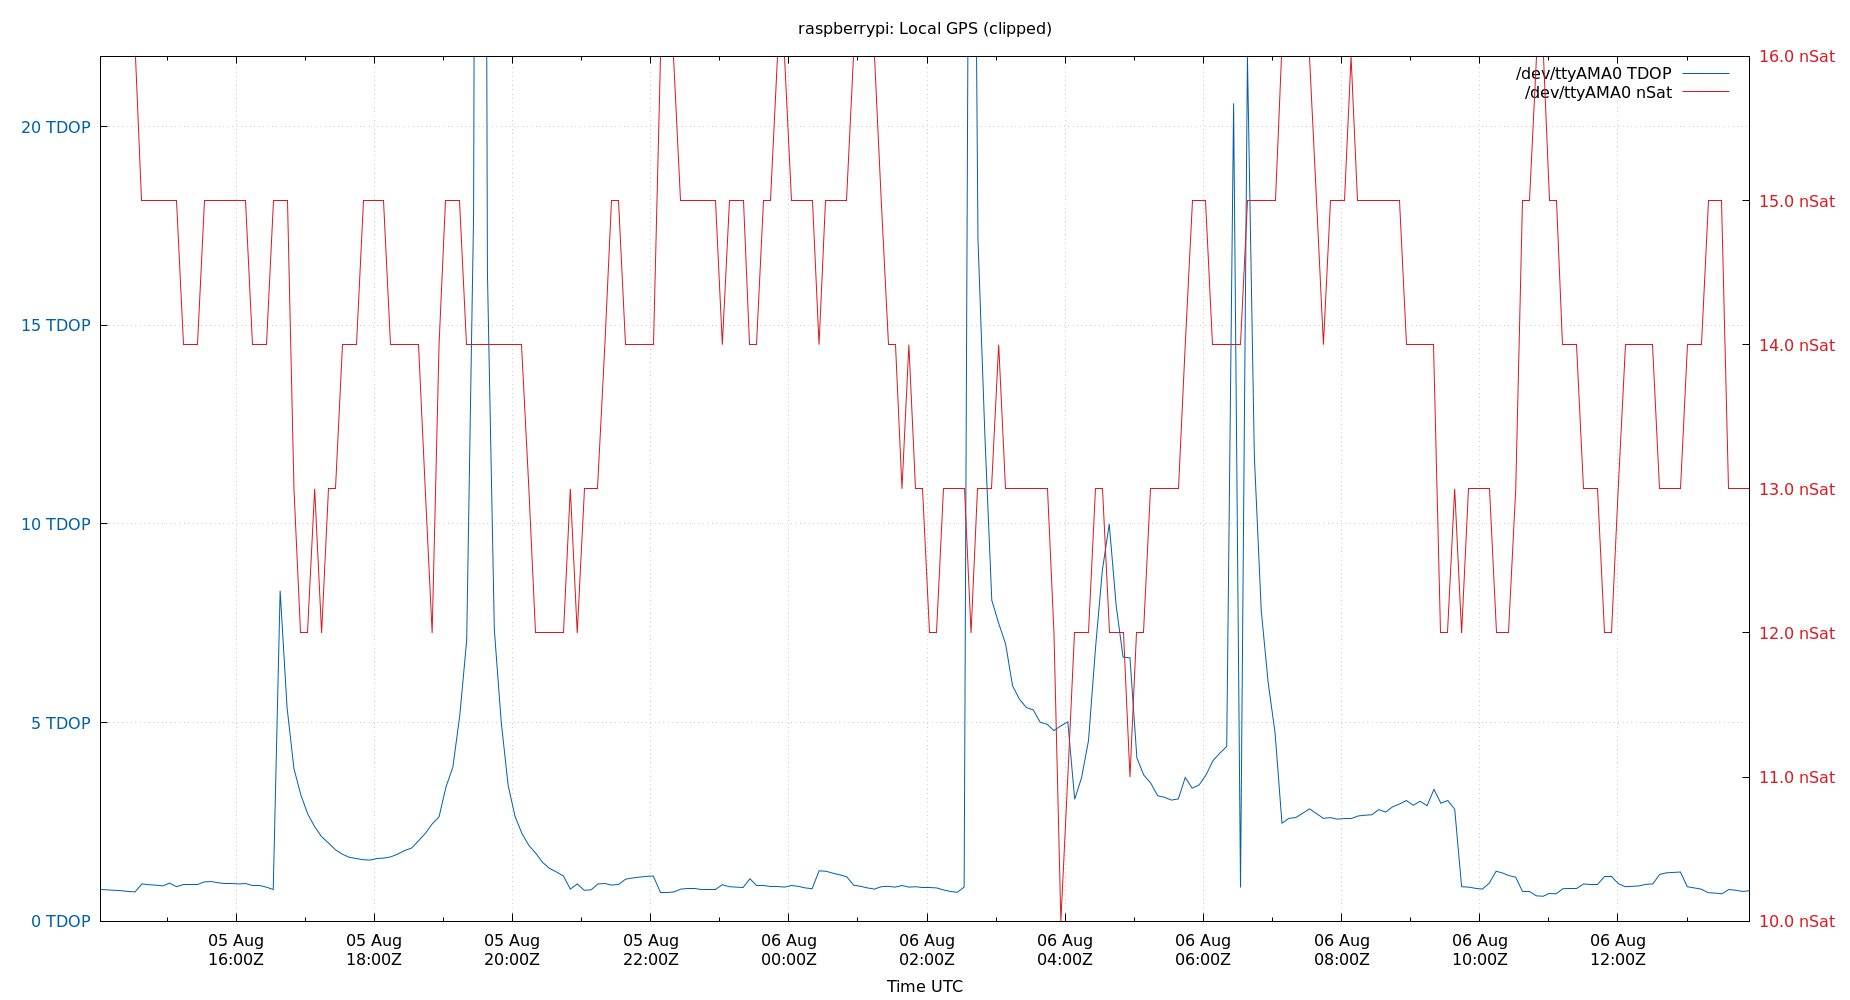 raspberrypi: Local GPS (clipped)
16.0 nSat
/dev/ttyAMA0 TDOP
/dev/ttyAMA0 nSat
20 TDOP
15.0 nSat
15 TDOP
14.0 nSat
13.0 nSat
10 TDOP
12.0 nSat
5 TDOP
11.0 nSat
0 TDOP
10.0 nSat
05 Aug 05 Aug 05 Aug 05 Aug 06 Aug 06 Aug 06 Aug 06 Aug 06 Aug 06 Aug 06 Aug
16:00Z 18:00Z 20:00Z 22:00Z 00:00Z 02:00Z 04:00Z 06:00Z 08:00Z 10:00Z 12:00Z
Time UTC